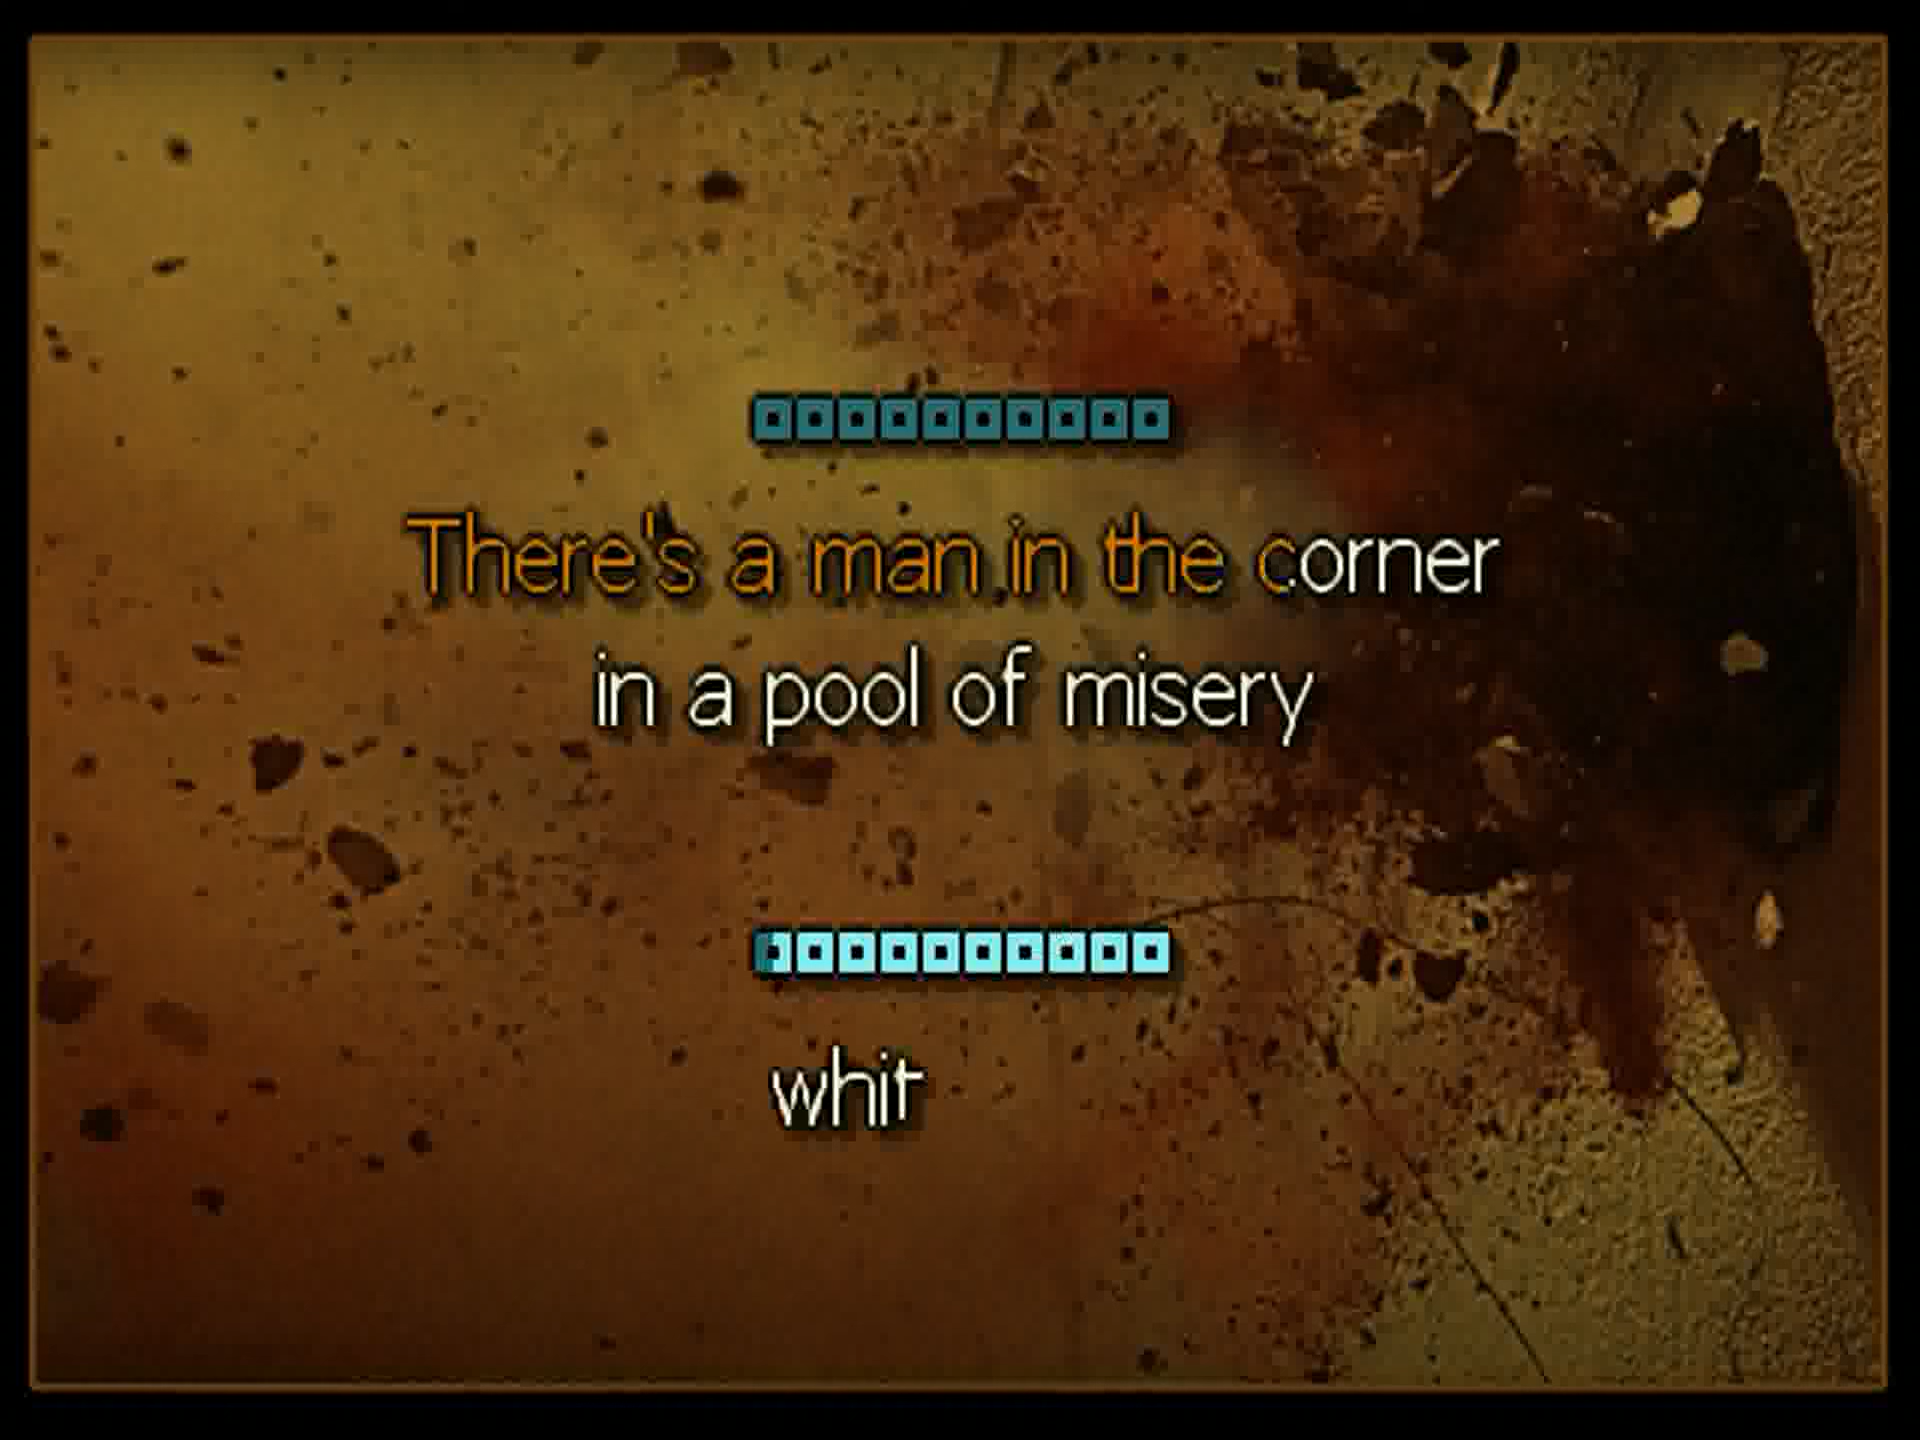 There's a man in the corner
in a pool of misery
whit